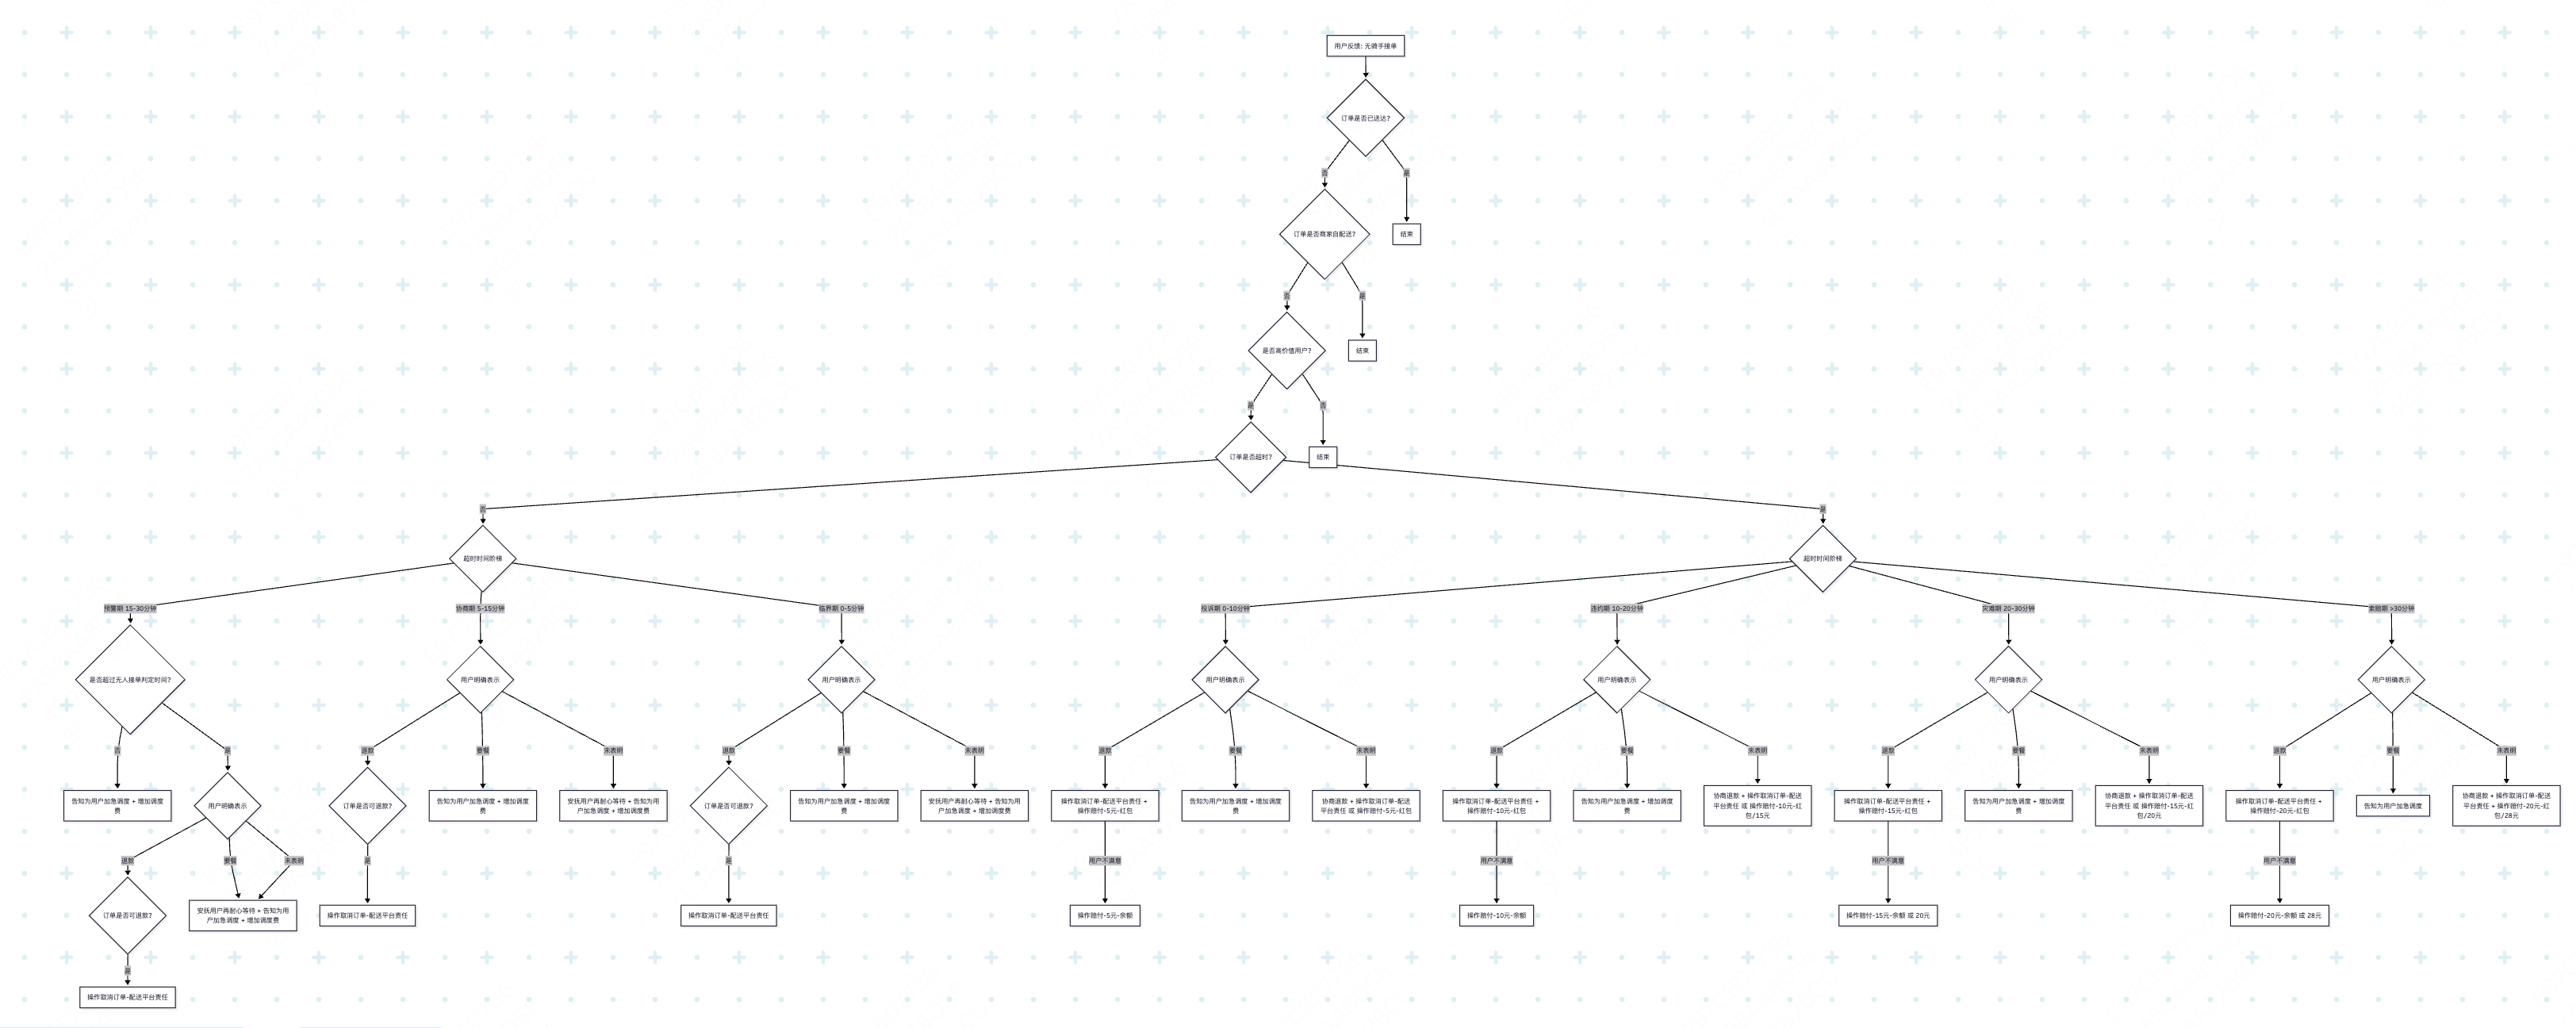 用户反馈: 无骑手接单
订单是否已送达?
否
是
订单是否商家自配送?
结束
否
是
是否高价值用户?
结束
是
否
订单是否超时?
结束
否
是
超时时间阶梯
超时时间阶梯
预警期 15-30分钟
协商期 5-15分钟
临界期 0-5分钟
投诉期 0-10分钟
违约期 10-20分钟
灾难期 20-30分钟
索赔期 >30分钟
是否超过无人接单判定时间?
用户明确表示
用户明确表示
用户明确表示
用户明确表示
用户明确表示
用户明确表示
否
是
退款
要餐
未表明
退款
要餐
未表明
退款
要餐
未表明
退款
要餐
未表明
退款
要餐
未表明
退款
要餐
未表明
告知为用户加急调度 + 增加调度
费
用户明确表示
订单是否可退款?
告知为用户加急调度 + 增加调度
费
安抚用户再耐心等待 + 告知为用
户加急调度 + 增加调度费
订单是否可退款?
告知为用户加急调度 + 增加调度
费
安抚用户再耐心等待 + 告知为用
户加急调度 + 增加调度费
操作取消订单-配送平台责任 +
操作赔付-5元-红包
告知为用户加急调度 + 增加调度
费
协商退款 + 操作取消订单-配送
平台责任 或 操作赔付-5元-红包
操作取消订单-配送平台责任 +
操作赔付-10元-红包
告知为用户加急调度 + 增加调度
费
协商退款 + 操作取消订单-配送
平台责任 或 操作赔付-10元-红
包/15元
操作取消订单-配送平台责任 +
操作赔付-15元-红包
告知为用户加急调度 + 增加调度
费
协商退款 + 操作取消订单-配送
平台责任 或 操作赔付-15元-红
包/20元
操作取消订单-配送平台责任 +
操作赔付-20元-红包
告知为用户加急调度
协商退款 + 操作取消订单-配送
平台责任 或 操作赔付-20元-红
包/28元
退款
要餐
未表明
是
是
用户不满意
用户不满意
用户不满意
用户不满意
订单是否可退款?
安抚用户再耐心等待 + 告知为用
户加急调度 + 增加调度费
操作取消订单-配送平台责任
操作取消订单-配送平台责任
操作赔付-5元-余额
操作赔付-10元-余额
操作赔付-15元-余额 或 20元
操作赔付-20元-余额 或 28元
是
操作取消订单-配送平台责任